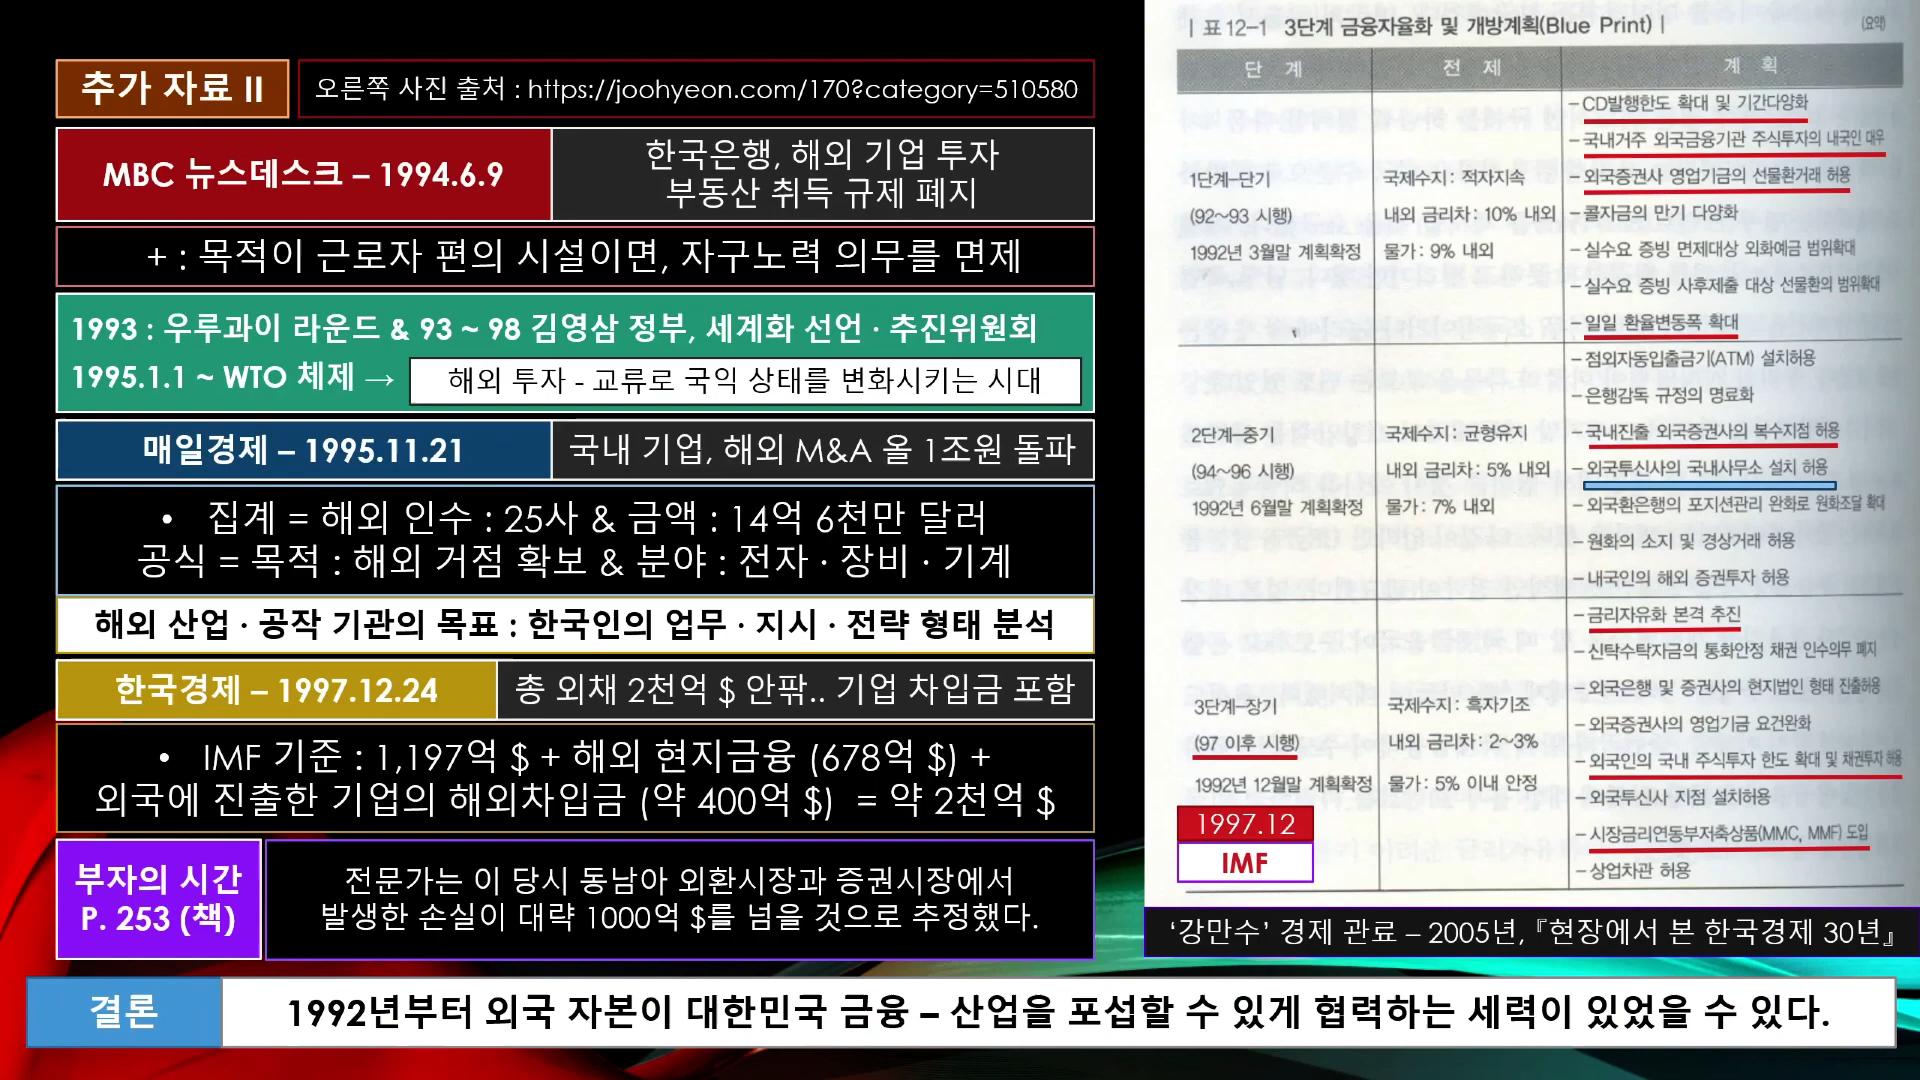 추가 자료 II
오른쪽 사진 출처 : https://joohyeon.com/170?category=510580
MBC 뉴스데스크 – 1994.6.9
한국은행, 해외 기업 투자
부동산 취득 규제 폐지
+ : 목적이 근로자 편의 시설이면, 자구노력 의무를 면제
1993 : 우루과이 라운드 & 93 ~ 98 김영삼 정부, 세계화 선언 · 추진위원회
1995.1.1 ~ WTO 체제 →
해외 투자 - 교류로 국익 상태를 변화시키는 시대
매일경제 – 1995.11.21
국내 기업, 해외 M&A 올 1조원 돌파
• 집계 = 해외 인수 : 25사 & 금액 : 14억 6천만 달러
공식 = 목적 : 해외 거점 확보 & 분야 : 전자 · 장비 · 기계
해외 산업 · 공작 기관의 목표 : 한국인의 업무 · 지시 · 전략 형태 분석
한국경제 – 1997.12.24
총 외채 2천억 $ 안팎.. 기업 차입금 포함
• IMF 기준 : 1,197억 $ + 해외 현지금융 (678억 $) +
외국에 진출한 기업의 해외차입금 (약 400억 $) = 약 2천억 $
부자의 시간
P. 253 (책)
전문가는 이 당시 동남아 외환시장과 증권시장에서
발생한 손실이 대략 1000억 $를 넘을 것으로 추정했다.
| 표 12-1 3단계 금융자율화 및 개방계획(Blue Print) |
(요약)
단 계
전 제
계 획
1단계-단기
(92~93 시행)
1992년 3월말 계획확정
국제수지 : 적자지속
내외 금리차 : 10% 내외
물가 : 9% 내외
- CD발행한도 확대 및 기간다양화
- 국내거주 외국금융기관 주식투자의 내국인 대우
- 외국증권사 영업기금의 선물환거래 허용
- 콜자금의 만기 다양화
- 실수요 증빙 면제대상 외화예금 범위확대
- 실수요 증빙 사후제출 대상 선물환의 범위확대
- 일일 환율변동폭 확대
2단계-중기
(94~96 시행)
1992년 6월말 계획확정
국제수지 : 균형유지
내외 금리차 : 5% 내외
물가 : 7% 내외
- 점외자동입출금기(ATM) 설치허용
- 은행감독 규정의 명료화
- 국내진출 외국증권사의 복수지점 허용
- 외국투신사의 국내사무소 설치 허용
- 외국환은행의 포지션관리 완화로 원화조달 확대
- 원화의 소지 및 경상거래 허용
- 내국인의 해외 증권투자 허용
3단계-장기
(97 이후 시행)
1992년 12월말 계획확정
국제수지 : 흑자기조
내외 금리차 : 2~3%
물가 : 5% 이내 안정
- 금리자유화 본격 추진
- 신탁수탁자금의 통화안정 채권 인수의무 폐지
- 외국은행 및 증권사의 현지법인 형태 진출허용
- 외국증권사의 영업기금 요건완화
- 외국인의 국내 주식투자 한도 확대 및 채권투자 허용
- 외국투신사 지점 설치허용
- 시장금리연동부저축상품(MMC, MMF) 도입
- 상업차관 허용
1997.12
IMF
‘강만수’ 경제 관료 – 2005년, 『현장에서 본 한국경제 30년』
결론
1992년부터 외국 자본이 대한민국 금융 – 산업을 포섭할 수 있게 협력하는 세력이 있었을 수 있다.